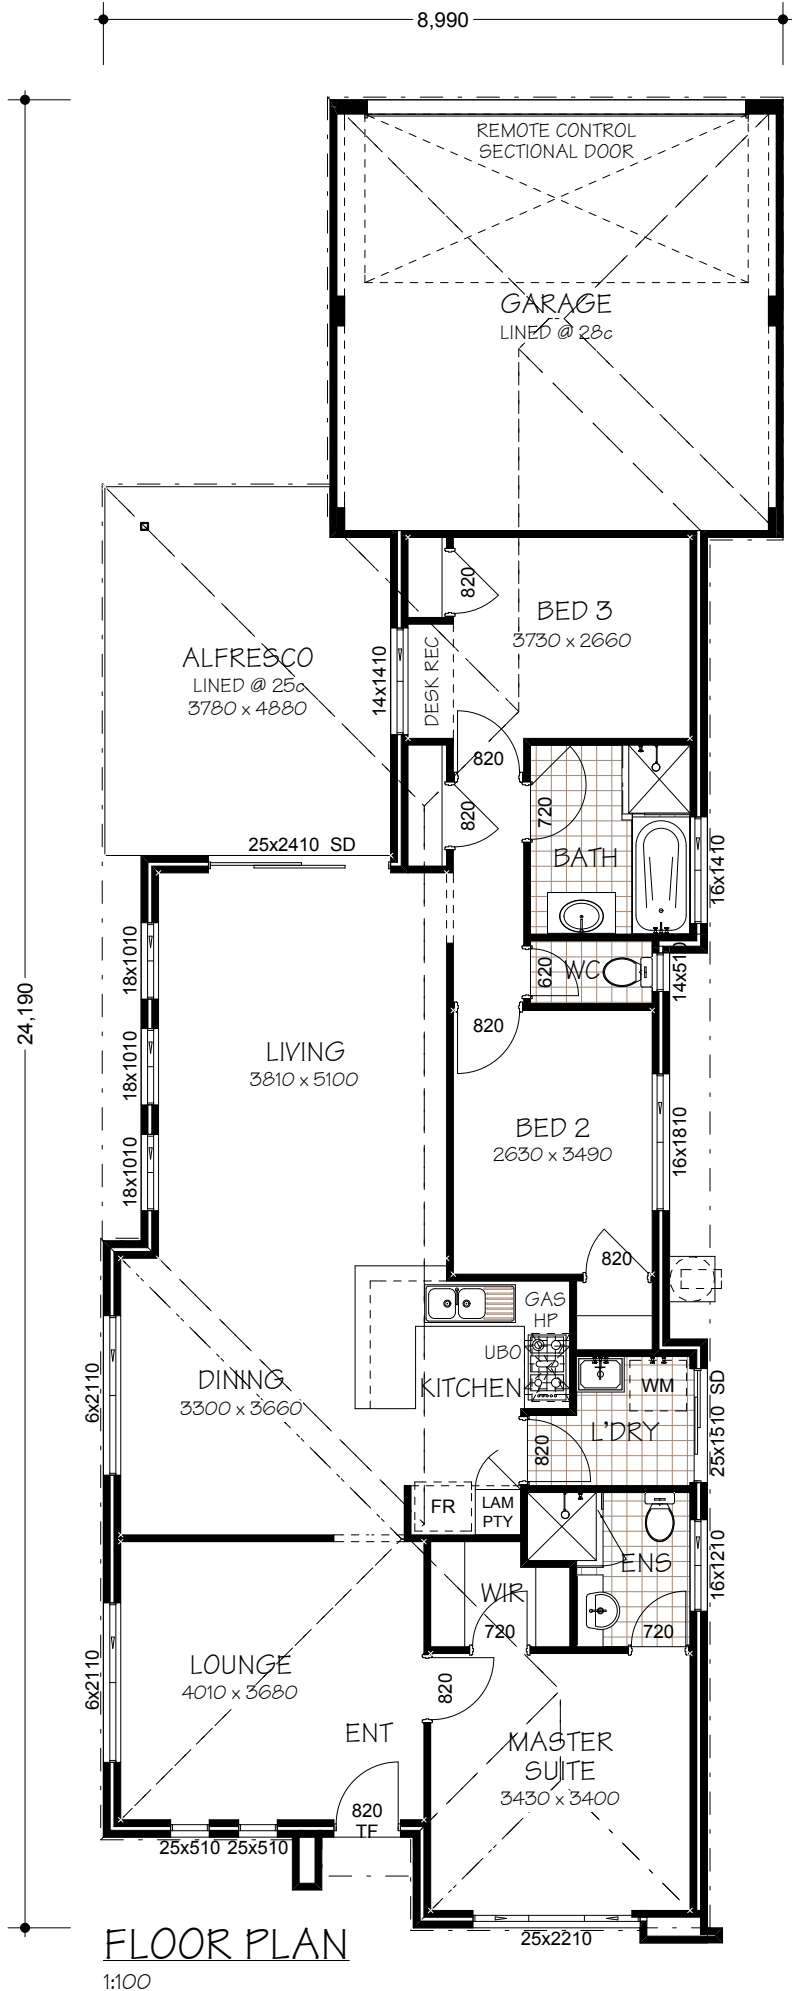 8,990
REMOTE CONTROL
SECTIONAL DOOR
GARAGE
LINED @ 28c
820
BED 3
3730 x 2660
ALFRESCO
LINED @ 25c
3780 x 4880
14x1410
DESK REC
820
820
720
25x2410 SD
BATH
16x1410
18x1010
620
WC
14x510
24,190
820
LIVING
3810 x 5100
18x1010
BED 2
2630 x 3490
16x1810
18x1010
820
GAS
HP
UBO
DINING
3300 x 3660
KITCHEN
WM
6x2110
L'DRY
820
25x1510 SD
FR
LAM
PTY
ENS
16x1210
WIR
720
720
LOUNGE
4010 x 3680
6x2110
820
ENT
MASTER
SUITE
3430 x 3400
820
TF
25x510 25x510
25x2210
FLOOR PLAN
1:100